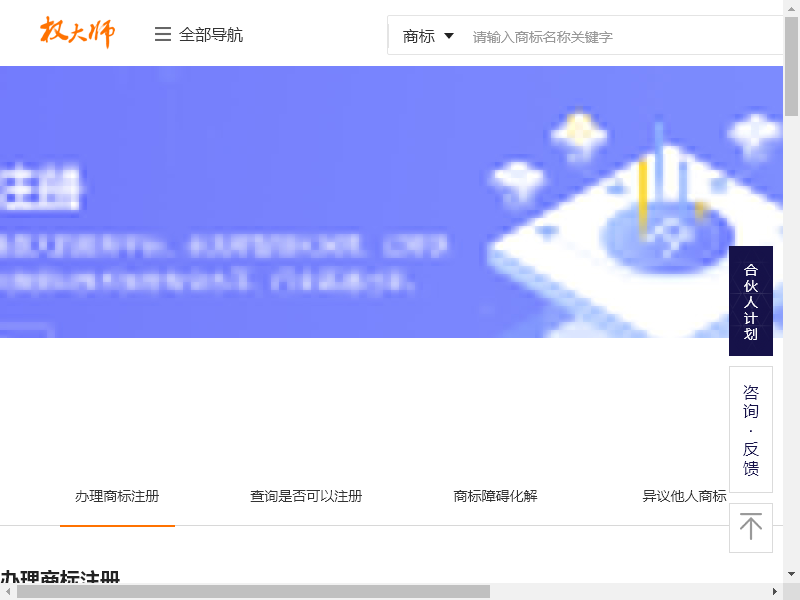 权大师
全部导航
商标
请输入商标名称关键字
注册
合伙人计划
咨询·反馈
办理商标注册
查询是否可以注册
商标障碍化解
异议他人商标
办理商标注册